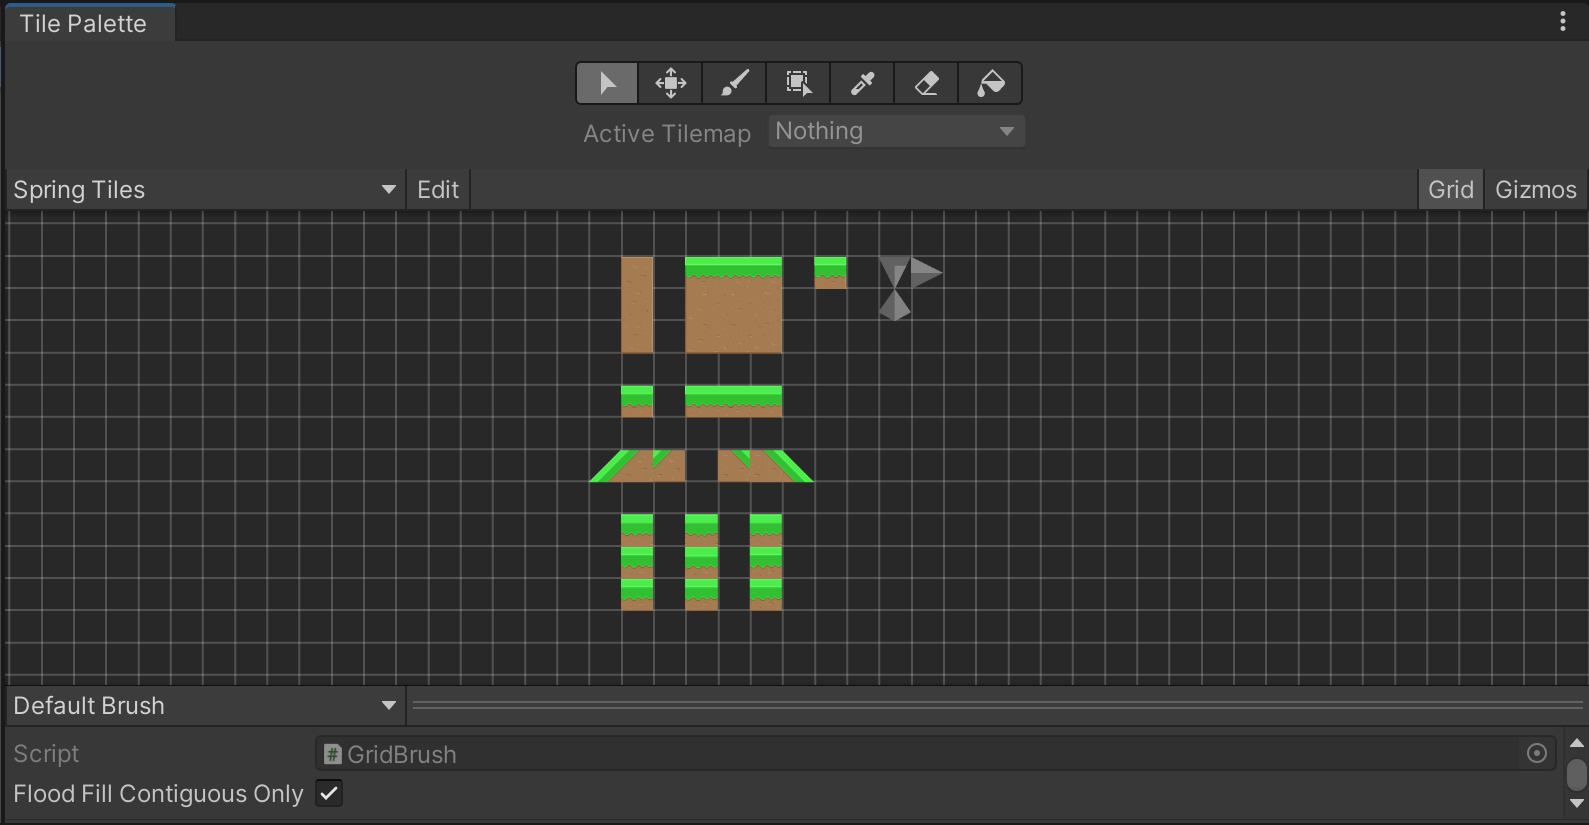 Tile Palette
Active Tilemap Nothing
Spring Tiles Edit Grid Gizmos
Default Brush
Script # GridBrush
Flood Fill Contiguous Only